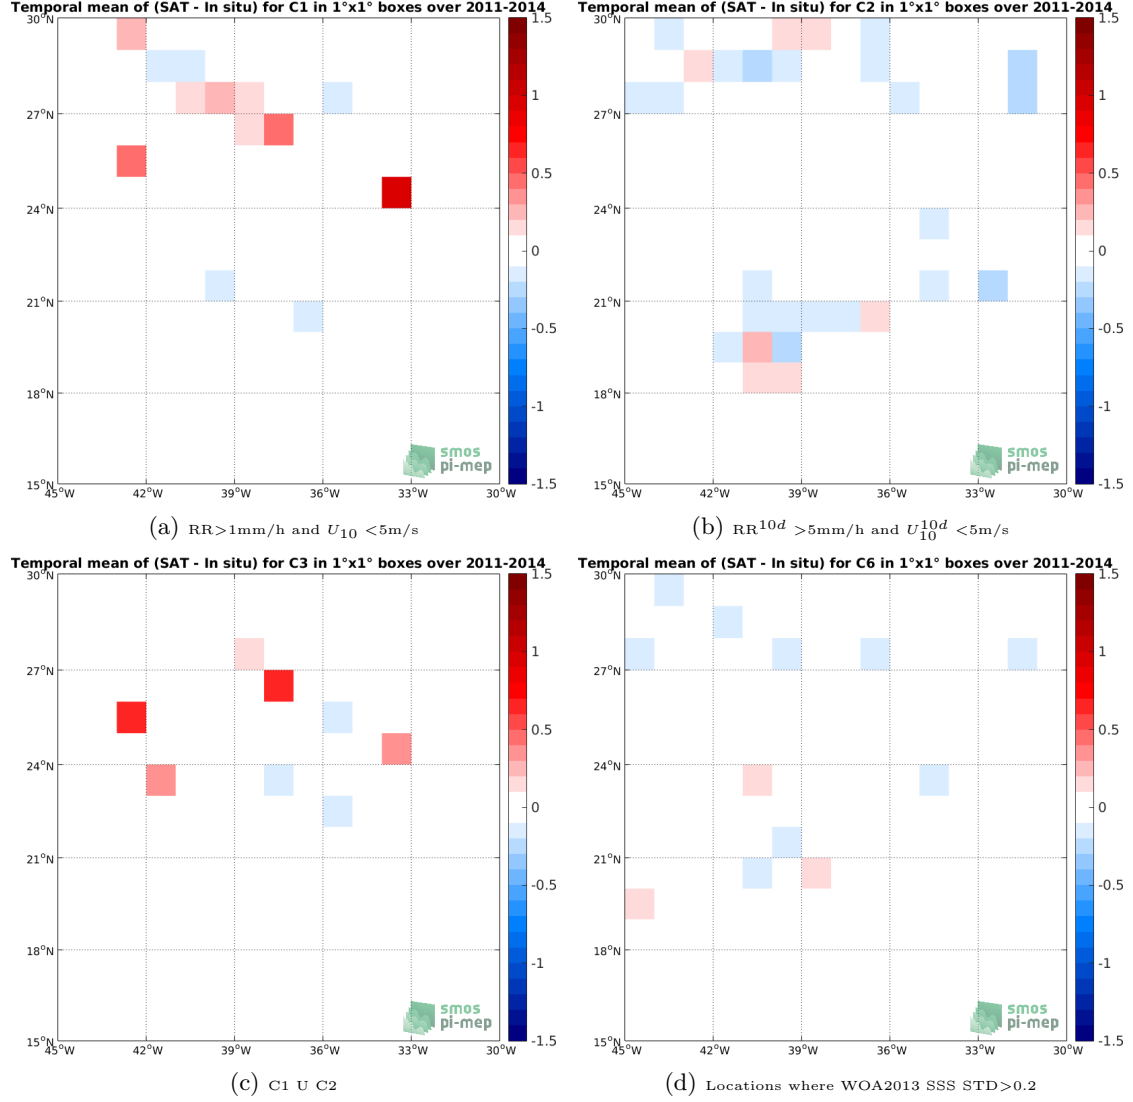 Temporal mean of (SAT - In situ) for C1 in 1°x1° boxes over 2011-2014
30°N
27°N
24°N
21°N
18°N
15°N
45°W 42°W 39°W 36°W 33°W 30°W
1.5
1
0.5
0
-0.5
-1
-1.5
smos
pi-mep
(a) RR>1mm/h and U10 <5m/s
Temporal mean of (SAT - In situ) for C2 in 1°x1° boxes over 2011-2014
30°N
27°N
24°N
21°N
18°N
15°N
45°W 42°W 39°W 36°W 33°W 30°W
1.5
1
0.5
0
-0.5
-1
-1.5
smos
pi-mep
(b) RR^10d >5mm/h and U10^10d <5m/s
Temporal mean of (SAT - In situ) for C3 in 1°x1° boxes over 2011-2014
30°N
27°N
24°N
21°N
18°N
15°N
45°W 42°W 39°W 36°W 33°W 30°W
1.5
1
0.5
0
-0.5
-1
-1.5
smos
pi-mep
(c) C1 U C2
Temporal mean of (SAT - In situ) for C6 in 1°x1° boxes over 2011-2014
30°N
27°N
24°N
21°N
18°N
15°N
45°W 42°W 39°W 36°W 33°W 30°W
1.5
1
0.5
0
-0.5
-1
-1.5
smos
pi-mep
(d) Locations where WOA2013 SSS STD>0.2